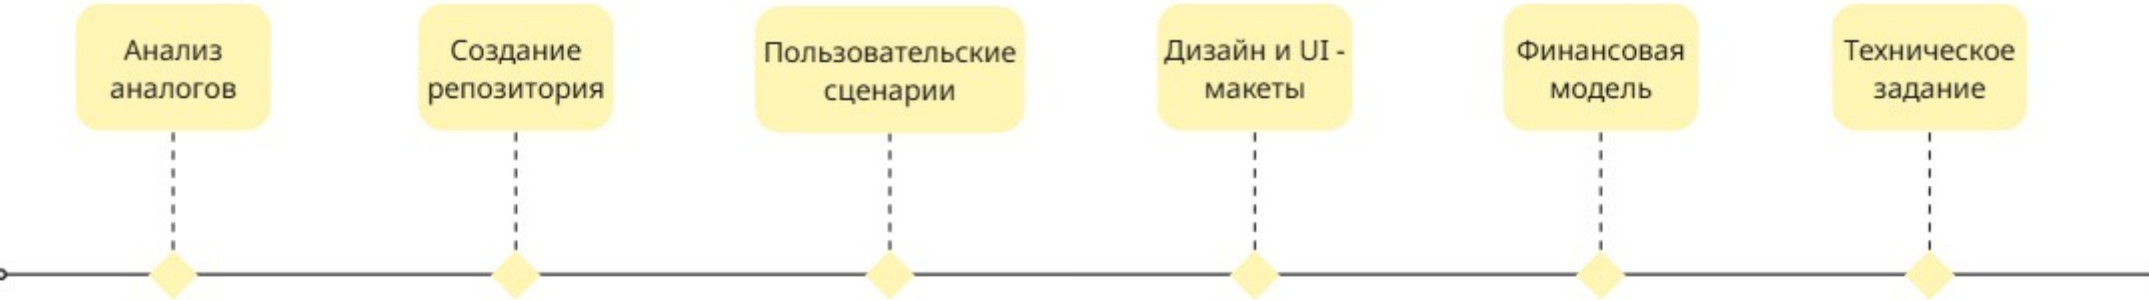 Анализ
аналогов
Создание
репозитория
Пользовательские
сценарии
Дизайн и UI -
макеты
Финансовая
модель
Техническое
задание